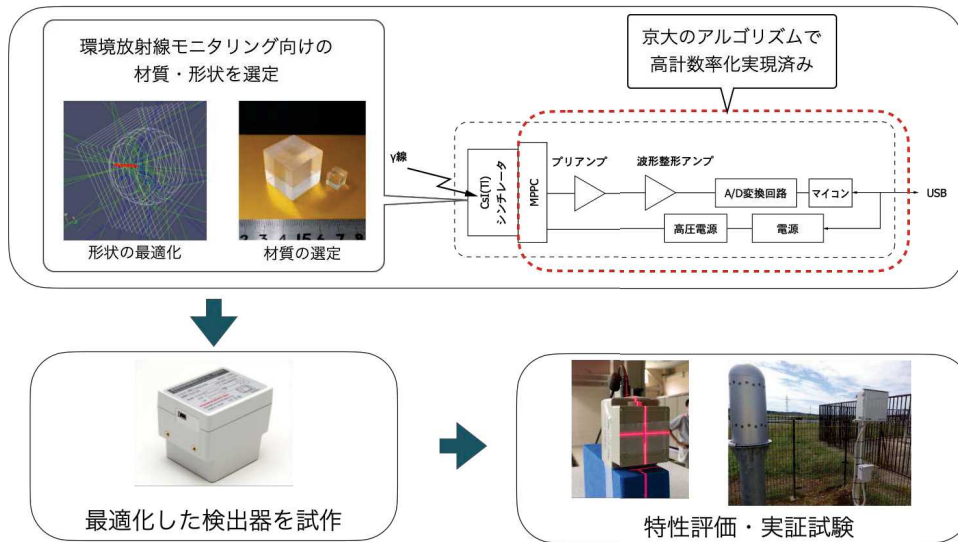 環境放射線モニタリング向けの
材質・形状を選定
形状の最適化
材質の選定
京大のアルゴリズムで
高計数率化実現済み
γ線
CsI(Tl)
シンチレータ
MPPC
プリアンプ
波形整形アンプ
A/D変換回路
マイコン
USB
高圧電源
電源
最適化した検出器を試作
特性評価・実証試験